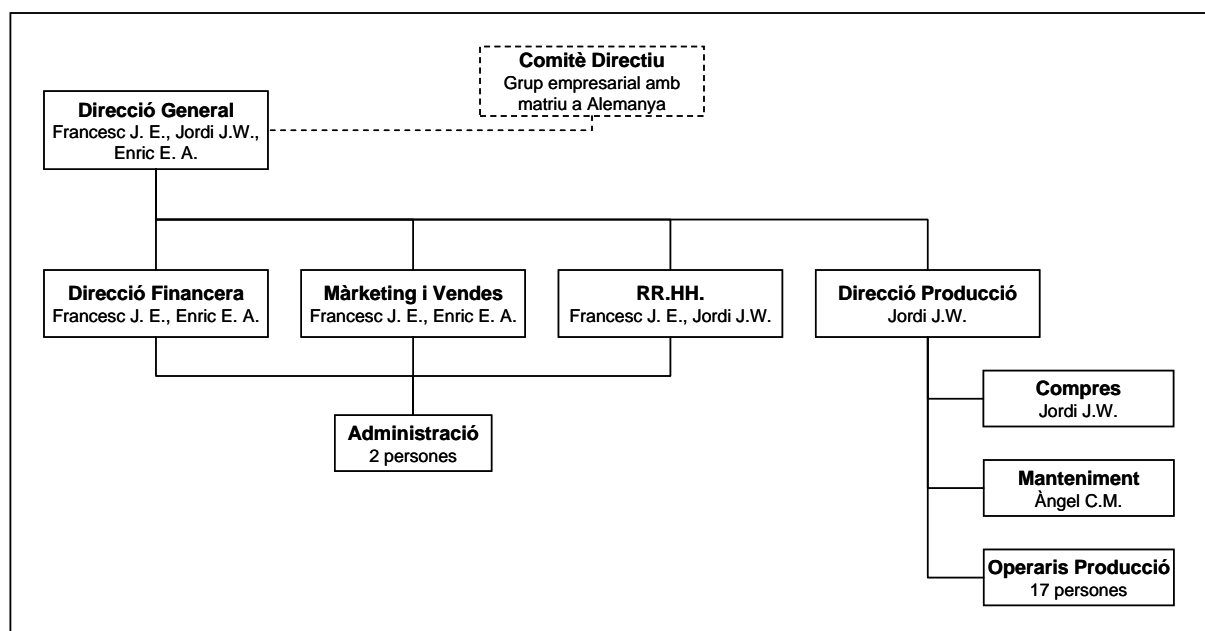 Comitè Directiu
Grup empresarial amb
matriu a Alemanya
Direcció General
Francesc J. E., Jordi J.W.,
Enric E. A.
Direcció Financera
Francesc J. E., Enric E. A.
Màrketing i Vendes
Francesc J. E., Enric E. A.
RR.HH.
Francesc J. E., Jordi J.W.
Direcció Producció
Jordi J.W.
Administració
2 persones
Compres
Jordi J.W.
Manteniment
Àngel C.M.
Operaris Producció
17 persones